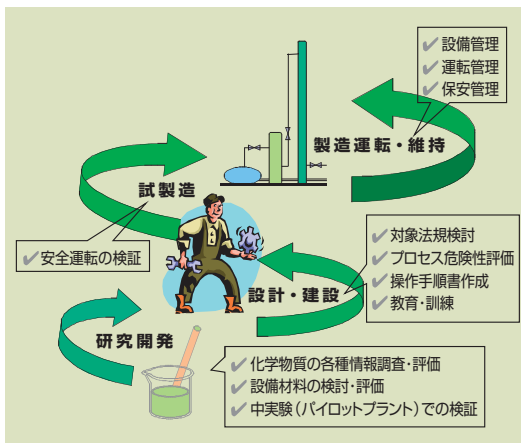 ✓設備管理
✓運転管理
✓保安管理
製造運転・維持
試製造
✓安全運転の検証
✓対象法規検討
✓プロセス危険性評価
✓操作手順書作成
✓教育・訓練
設計・建設
研究開発
✓化学物質の各種情報調査・評価
✓設備材料の検討・評価
✓中実験（パイロットプラント）での検証